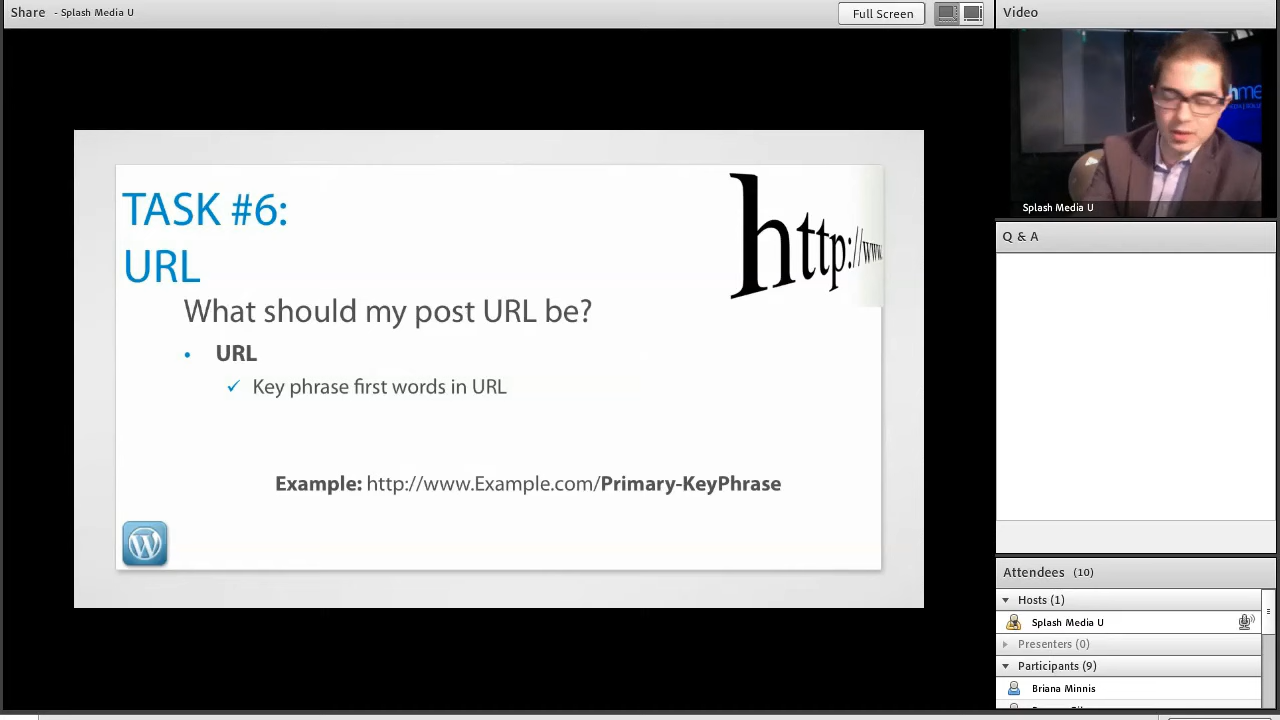 Share - Splash Media U
Full Screen
Video
TASK #6:
URL
http://www.
What should my post URL be?
• URL
✓ Key phrase first words in URL
Example: http://www.Example.com/Primary-KeyPhrase
W
Splash Media U
Q & A
Attendees (10)
Hosts (1)
Splash Media U
Presenters (0)
Participants (9)
Briana Minnis